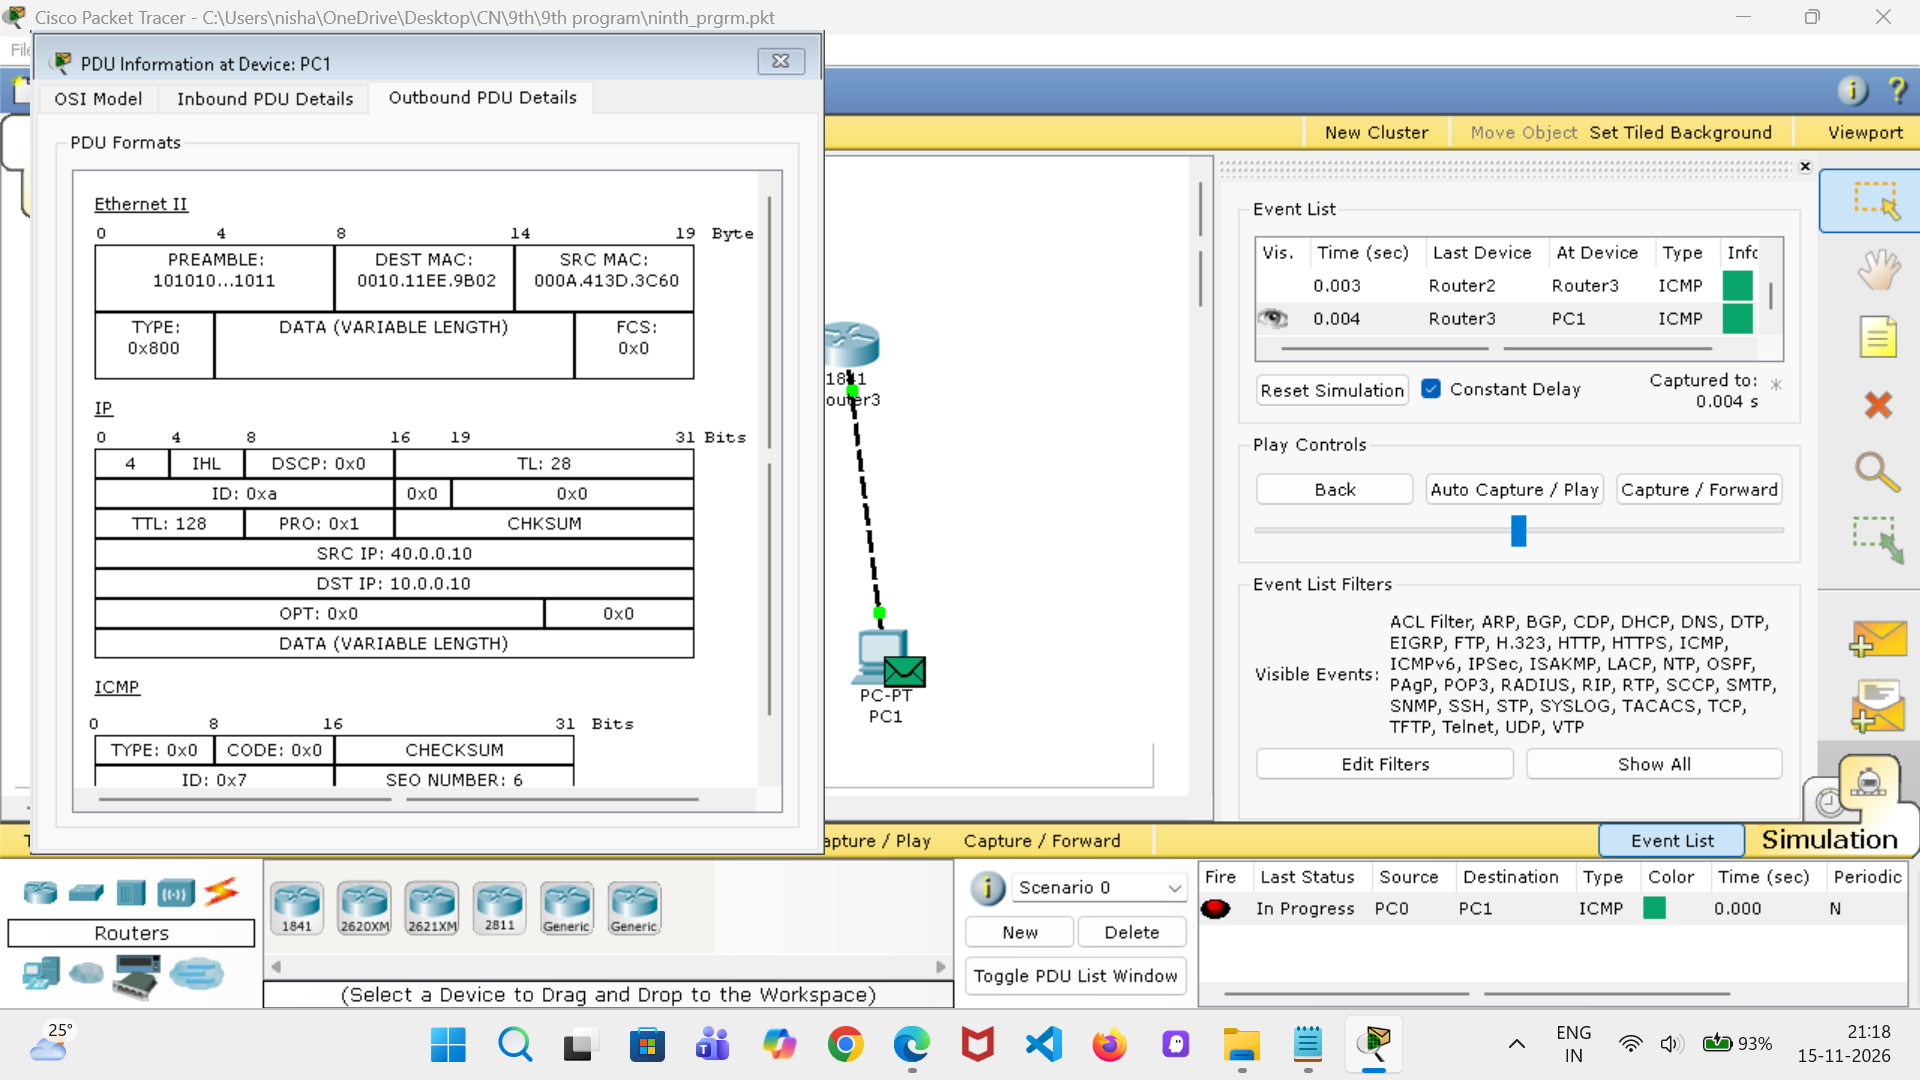 Cisco Packet Tracer - C:\Users\nisha\OneDrive\Desktop\CN\9th\9th program\ninth_prgrm.pkt
PDU Information at Device: PC1
OSI Model Inbound PDU Details Outbound PDU Details
PDU Formats
Ethernet II
0 4 8 14 19 Byte
PREAMBLE: 101010...1011
DEST MAC: 0010.11EE.9B02
SRC MAC: 000A.413D.3C60
TYPE: 0x800
DATA (VARIABLE LENGTH)
FCS: 0x0
IP
0 4 8 16 19 31 Bits
4 IHL DSCP: 0x0 TL: 28
ID: 0xa 0x0 0x0
TTL: 128 PRO: 0x1 CHKSUM
SRC IP: 40.0.0.10
DST IP: 10.0.0.10
OPT: 0x0 0x0
DATA (VARIABLE LENGTH)
ICMP
0 8 16 31 Bits
TYPE: 0x0 CODE: 0x0 CHECKSUM
ID: 0x7 SEQ NUMBER: 6
New Cluster Move Object Set Tiled Background Viewport
1841
outer3
PC-PT
PC1
Event List
Vis. Time (sec) Last Device At Device Type Info
0.003 Router2 Router3 ICMP
0.004 Router3 PC1 ICMP
Reset Simulation Constant Delay
Captured to:
0.004 s
*
Play Controls
Back Auto Capture / Play Capture / Forward
Event List Filters
Visible Events:
ACL Filter, ARP, BGP, CDP, DHCP, DNS, DTP,
EIGRP, FTP, H.323, HTTP, HTTPS, ICMP,
ICMPv6, IPSec, ISAKMP, LACP, NTP, OSPF,
PAgP, POP3, RADIUS, RIP, RTP, SCCP, SMTP,
SNMP, SSH, STP, SYSLOG, TACACS, TCP,
TFTP, Telnet, UDP, VTP
Edit Filters Show All
apture / Play Capture / Forward Event List Simulation
Routers
1841 2620XM 2621XM 2811 Generic Generic
(Select a Device to Drag and Drop to the Workspace)
Scenario 0
New Delete
Toggle PDU List Window
Fire Last Status Source Destination Type Color Time (sec) Periodic
In Progress PC0 PC1 ICMP 0.000 N
25°
ENG
IN
93%
21:18
15-11-2026